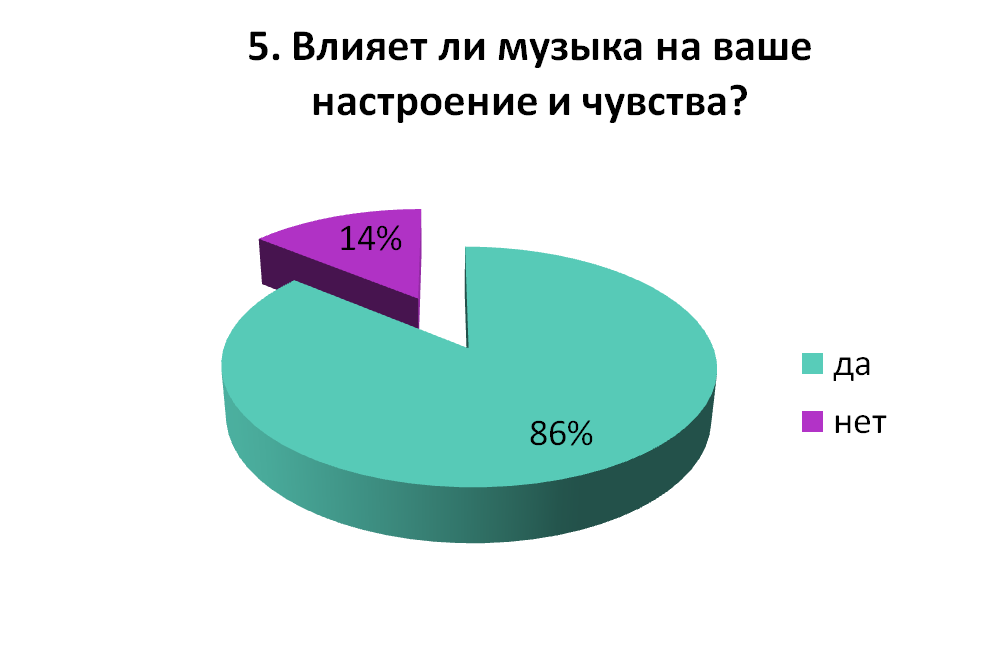 5. Влияет ли музыка на ваше
настроение и чувства?
14%
86%
да
нет